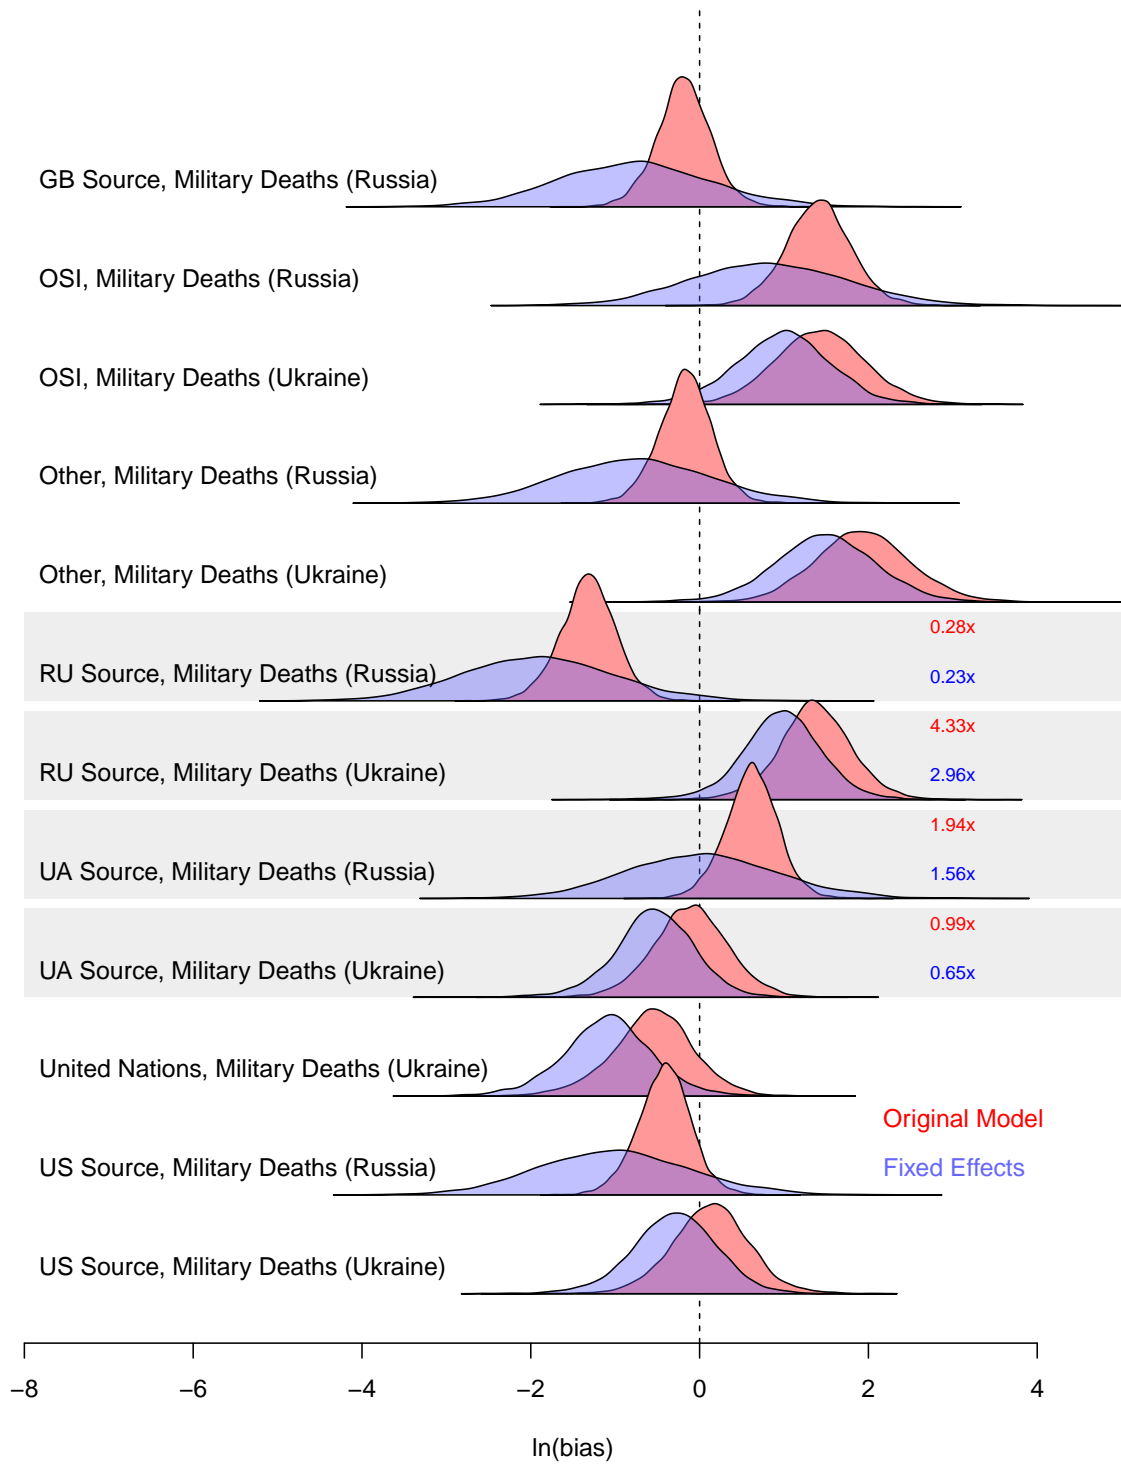 GB Source, Military Deaths (Russia)
OSI, Military Deaths (Russia)
OSI, Military Deaths (Ukraine)
Other, Military Deaths (Russia)
Other, Military Deaths (Ukraine)
0.28x
RU Source, Military Deaths (Russia)
0.23x
4.33x
RU Source, Military Deaths (Ukraine)
2.96x
1.94x
UA Source, Military Deaths (Russia)
1.56x
0.99x
UA Source, Military Deaths (Ukraine)
0.65x
United Nations, Military Deaths (Ukraine)
Original Model
US Source, Military Deaths (Russia)
Fixed Effects
US Source, Military Deaths (Ukraine)
−8 −6 −4 −2 0 2 4
ln(bias)